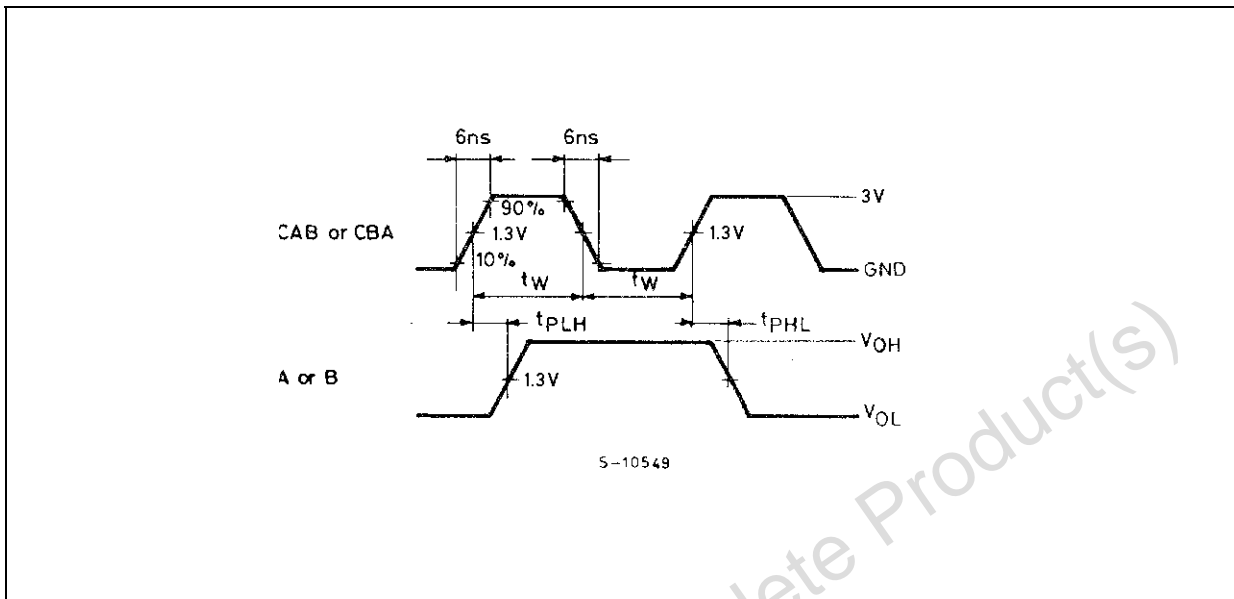 6ns 6ns
90% 3V
CAB or CBA 1.3V 1.3V
10% GND
tW tW
tPLH tPHL
VOH
A or B 1.3V
VOL
S-10549
lete Product(s)